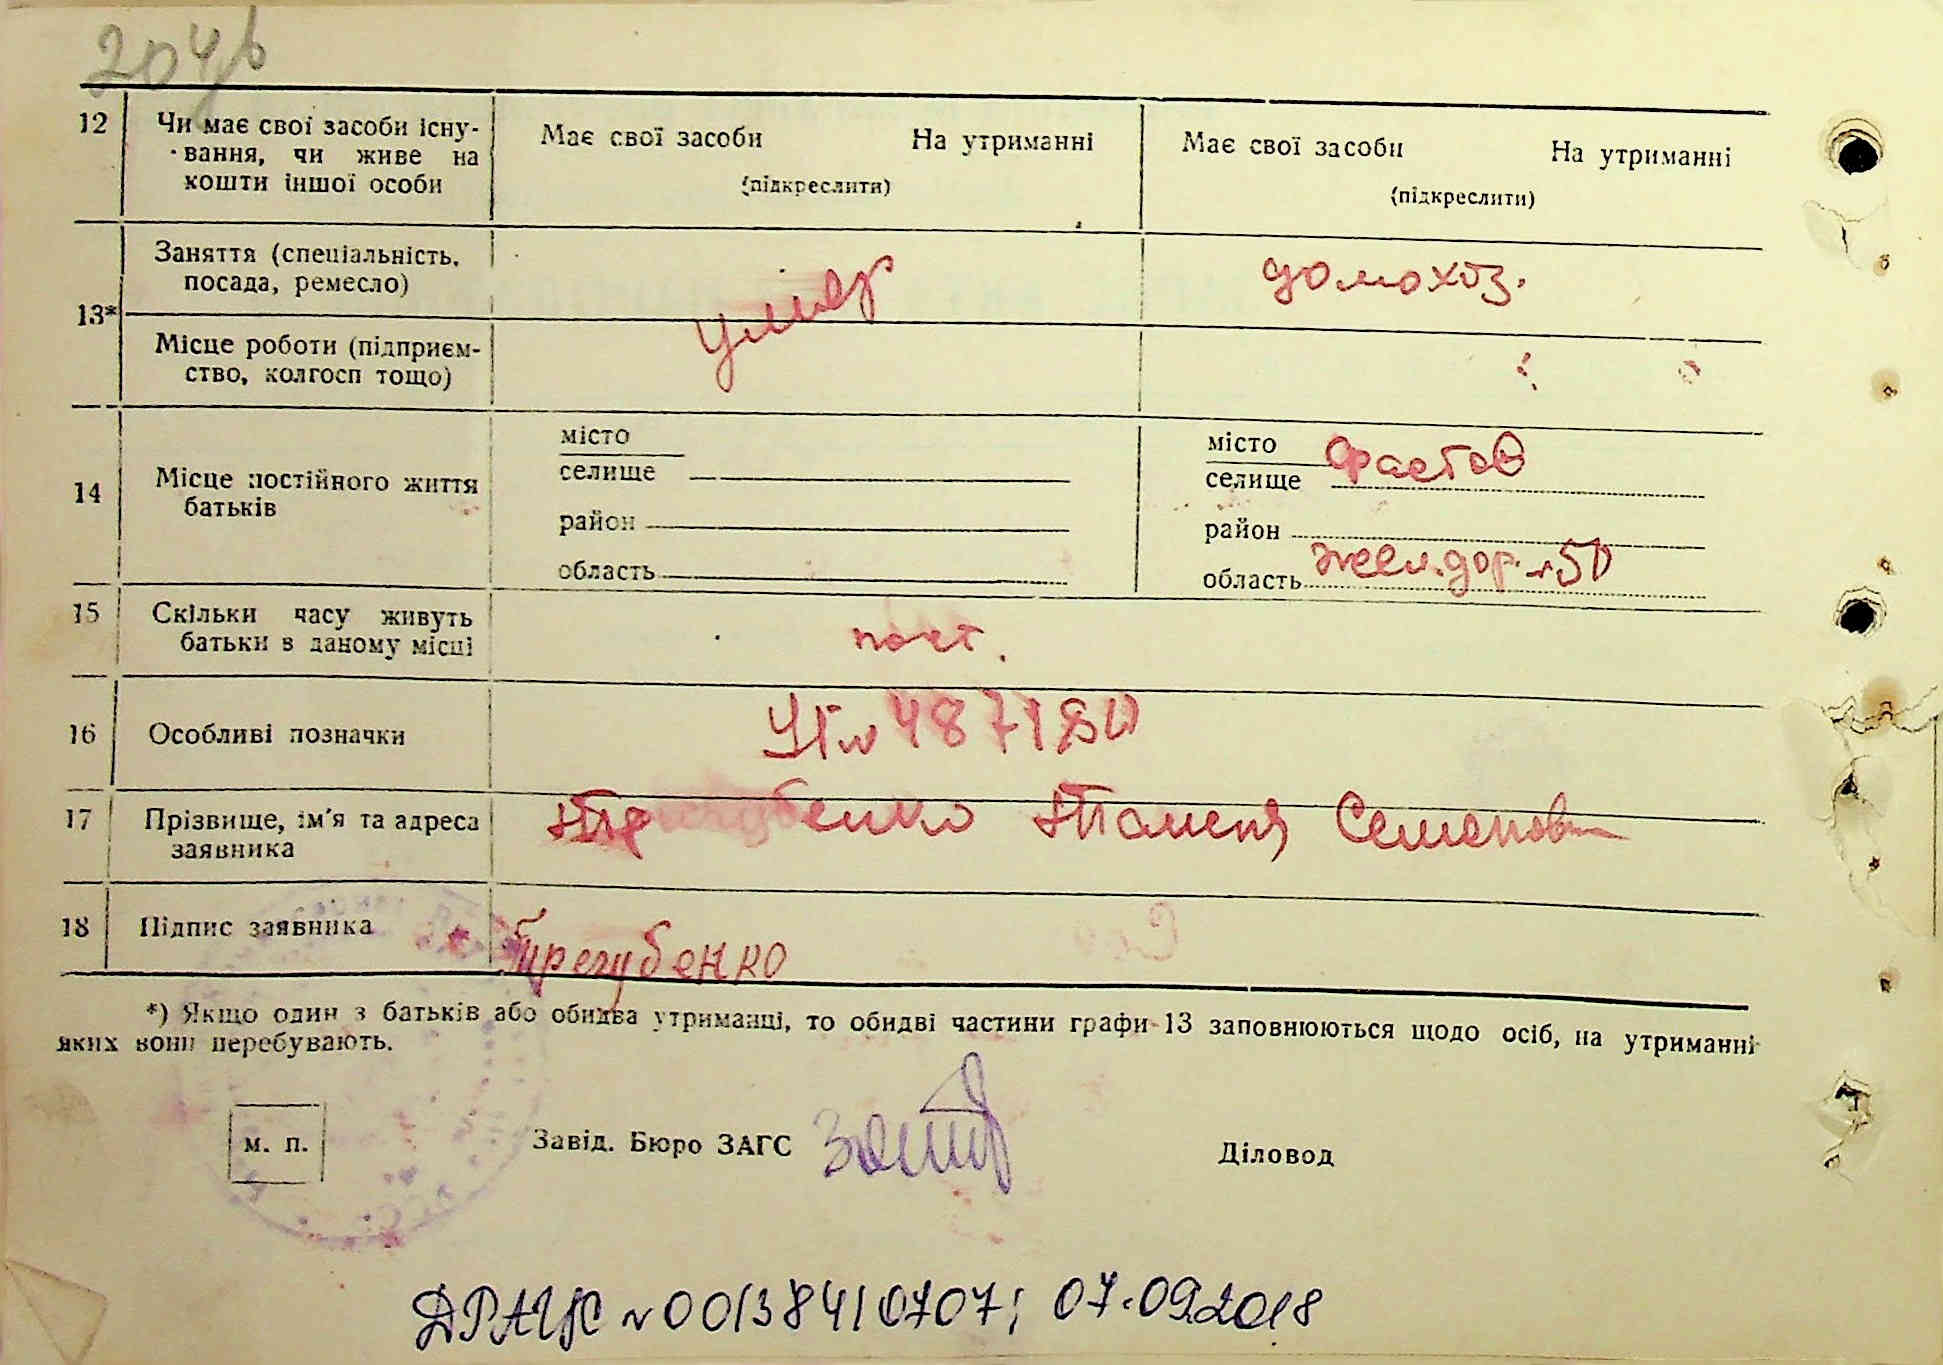 204/ь
12 Чи має свої засоби існу-
вання, чи живе на
кошти іншої особи
Має свої засоби На утриманні
(підкреслити)
Має свої засоби На утриманні
(підкреслити)
13*
Заняття (спеціальність,
посада, ремесло)
умер
домохоз.
Місце роботи (підприєм-
ство, колгосп тощо)
14 Місце постійного життя
батьків
місто
селище
район
область
місто Фастов
селище
район
область желл.дор. 50
15 Скільки часу живуть
батьки в даному місці
пост.
16 Особливі позначки
17 Прізвище, ім'я та адреса
заявника
Трегубенко Семенов
18 Підпис заявника
Трегубенко
*) Якщо один з батьків або обидва утриманці, то обидві частини графи 13 заповнюються щодо осіб, на утриманні
яких вони перебувають.
м. п.
Завід. Бюро ЗАГС
Діловод
ДРАЦС №00138410707; 07.09.2018